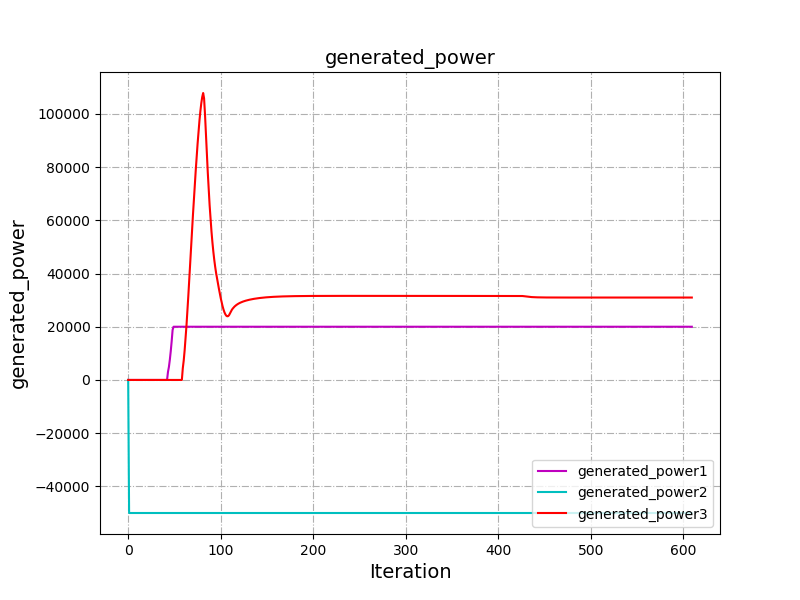 generated_power
100000
80000
60000
40000
20000
0
−20000
−40000
generated_power
0
100
200
300
400
500
600
Iteration
generated_power1
generated_power2
generated_power3